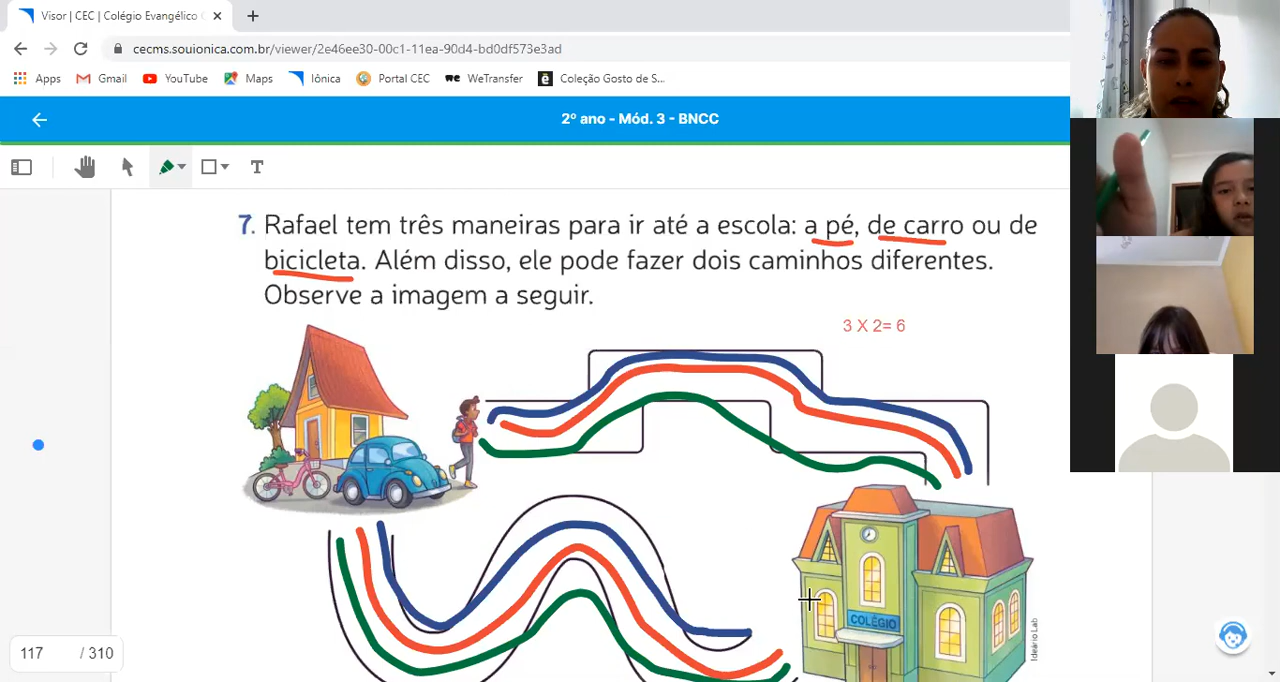 Visor | CEC | Colégio Evangélico
cecms.souionica.com.br/viewer/2e46ee30-00c1-11ea-90d4-bd0df573e3ad
Apps Gmail YouTube Maps Iônica Portal CEC WeTransfer Coleção Gosto de S...
2º ano - Mód. 3 - BNCC
T
7. Rafael tem três maneiras para ir até a escola: a pé, de carro ou de
bicicleta. Além disso, ele pode fazer dois caminhos diferentes.
Observe a imagem a seguir.
3 X 2= 6
COLÉGIO
Ideário Lab
117 / 310